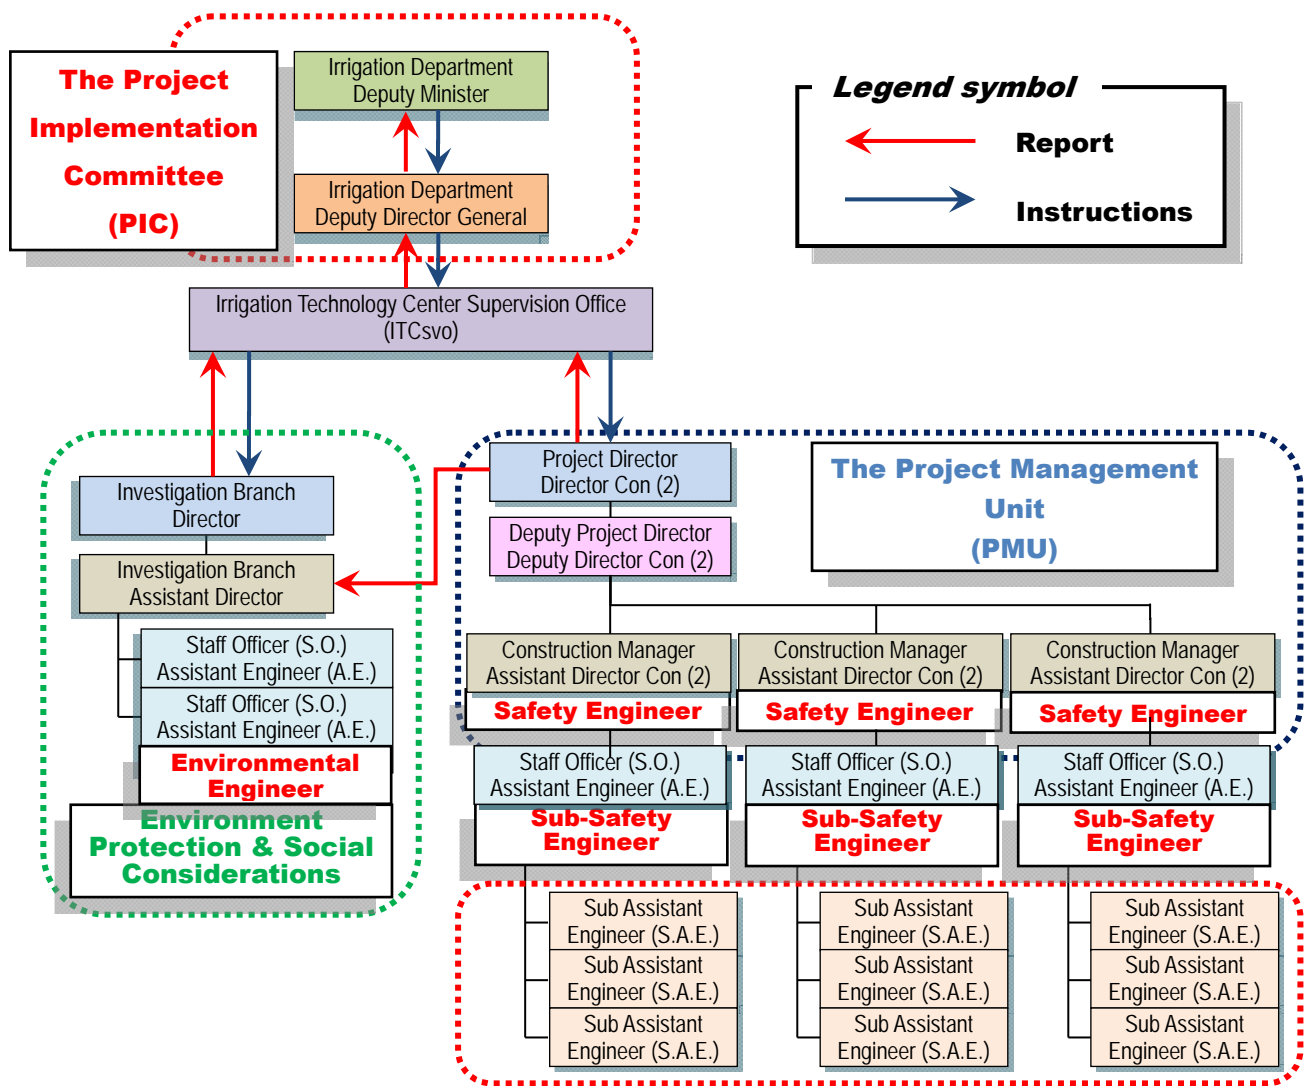 The Project
Implementation
Committee
(PIC)
Irrigation Department
Deputy Minister
Irrigation Department
Deputy Director General
Legend symbol
Report
Instructions
Irrigation Technology Center Supervision Office
(ITCsvo)
Investigation Branch
Director
Investigation Branch
Assistant Director
Staff Officer (S.O.)
Assistant Engineer (A.E.)
Staff Officer (S.O.)
Assistant Engineer (A.E.)
Environmental
Engineer
Environment
Protection & Social
Considerations
Project Director
Director Con (2)
Deputy Project Director
Deputy Director Con (2)
The Project Management
Unit
(PMU)
Construction Manager
Assistant Director Con (2)
Safety Engineer
Construction Manager
Assistant Director Con (2)
Safety Engineer
Construction Manager
Assistant Director Con (2)
Safety Engineer
Staff Officer (S.O.)
Assistant Engineer (A.E.)
Sub-Safety
Engineer
Staff Officer (S.O.)
Assistant Engineer (A.E.)
Sub-Safety
Engineer
Staff Officer (S.O.)
Assistant Engineer (A.E.)
Sub-Safety
Engineer
Sub Assistant
Engineer (S.A.E.)
Sub Assistant
Engineer (S.A.E.)
Sub Assistant
Engineer (S.A.E.)
Sub Assistant
Engineer (S.A.E.)
Sub Assistant
Engineer (S.A.E.)
Sub Assistant
Engineer (S.A.E.)
Sub Assistant
Engineer (S.A.E.)
Sub Assistant
Engineer (S.A.E.)
Sub Assistant
Engineer (S.A.E.)